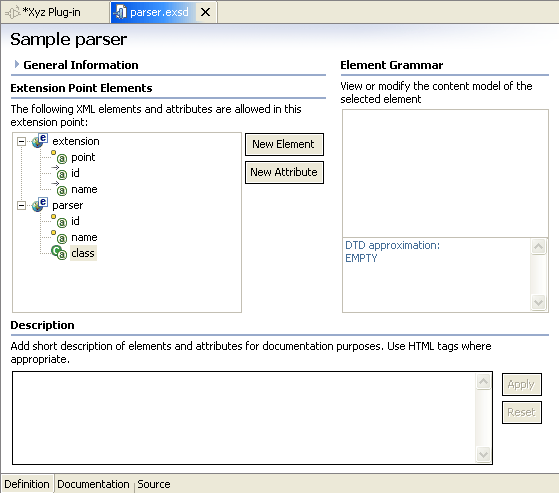 *Xyz Plug-in
parser.exsd
Sample parser
General Information
Extension Point Elements
The following XML elements and attributes are allowed in this
extension point:
extension
point
id
name
parser
id
name
class
New Element
New Attribute
Element Grammar
View or modify the content model of the
selected element
DTD approximation:
EMPTY
Description
Add short description of elements and attributes for documentation purposes. Use HTML tags where
appropriate.
Apply
Reset
Definition
Documentation
Source